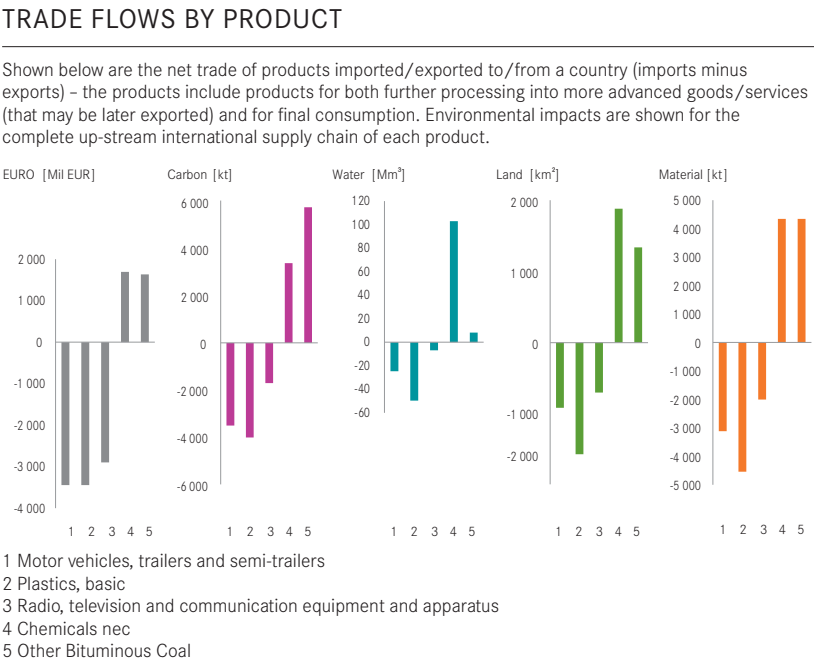 TRADE FLOWS BY PRODUCT
Shown below are the net trade of products imported/exported to/from a country (imports minus
exports) – the products include products for both further processing into more advanced goods/services
(that may be later exported) and for final consumption. Environmental impacts are shown for the
complete up-stream international supply chain of each product.
EURO [Mil EUR]
2 000
1 000
0
-1 000
-2 000
-3 000
-4 000
1 2 3 4 5
Carbon [kt]
6 000
4 000
2 000
0
-2 000
-4 000
-6 000
1 2 3 4 5
Water [Mm³]
120
100
80
60
40
20
0
-20
-40
-60
1 2 3 4 5
Land [km²]
2 000
1 000
0
-1 000
-2 000
1 2 3 4 5
Material [kt]
5 000
4 000
3 000
2 000
1 000
0
-1 000
-2 000
-3 000
-4 000
-5 000
1 2 3 4 5
1 Motor vehicles, trailers and semi-trailers
2 Plastics, basic
3 Radio, television and communication equipment and apparatus
4 Chemicals nec
5 Other Bituminous Coal